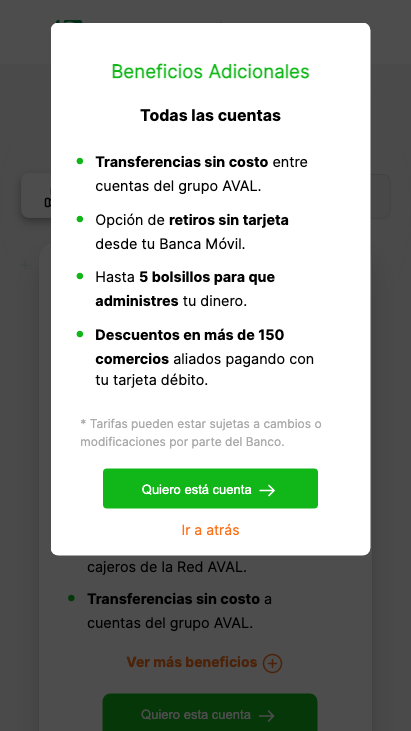 Beneficios Adicionales
Todas las cuentas
Transferencias sin costo entre
cuentas del grupo AVAL.
Opción de retiros sin tarjeta
desde tu Banca Móvil.
Hasta 5 bolsillos para que
administres tu dinero.
Descuentos en más de 150
comercios aliados pagando con
tu tarjeta débito.
* Tarifas pueden estar sujetas a cambios o
modificaciones por parte del Banco.
Quiero está cuenta
Ir a atrás
cajeros de la Red AVAL.
Transferencias sin costo a
cuentas del grupo AVAL.
Ver más beneficios
Quiero esta cuenta